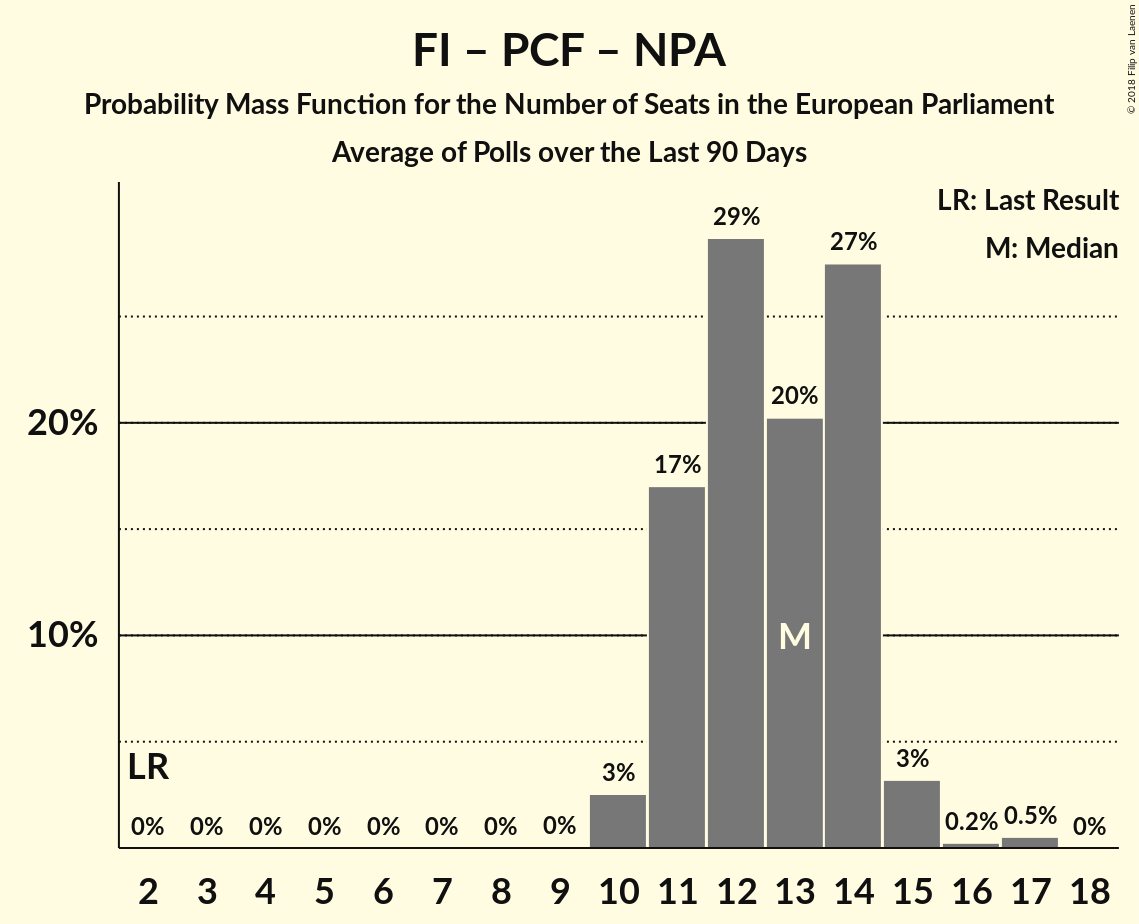 FI – PCF – NPA
Probability Mass Function for the Number of Seats in the European Parliament
Average of Polls over the Last 90 Days
© 2018 Filip van Laenen
LR: Last Result
M: Median
29%
27%
20%
20%
17%
10%
M
LR
3%
3%
0% 0% 0% 0% 0% 0% 0% 0% 0.2% 0.5% 0%
2 3 4 5 6 7 8 9 10 11 12 13 14 15 16 17 18